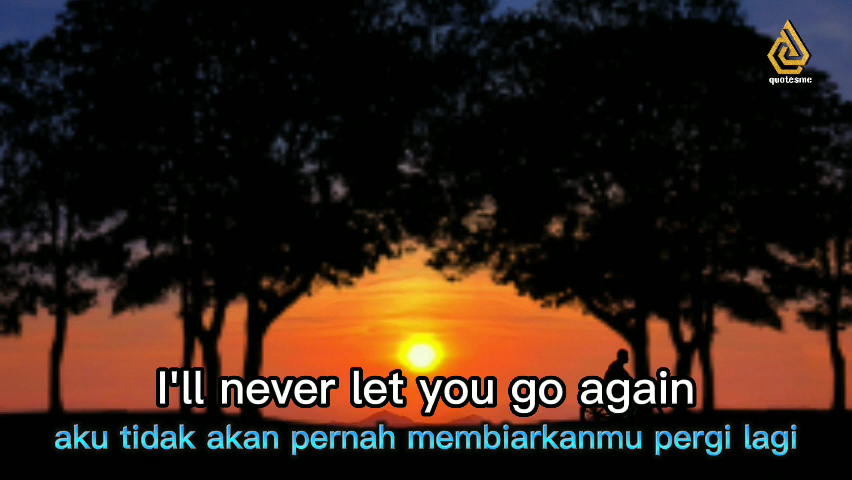 quotesme
I'll never let you go again
aku tidak akan pernah membiarkanmu pergi lagi